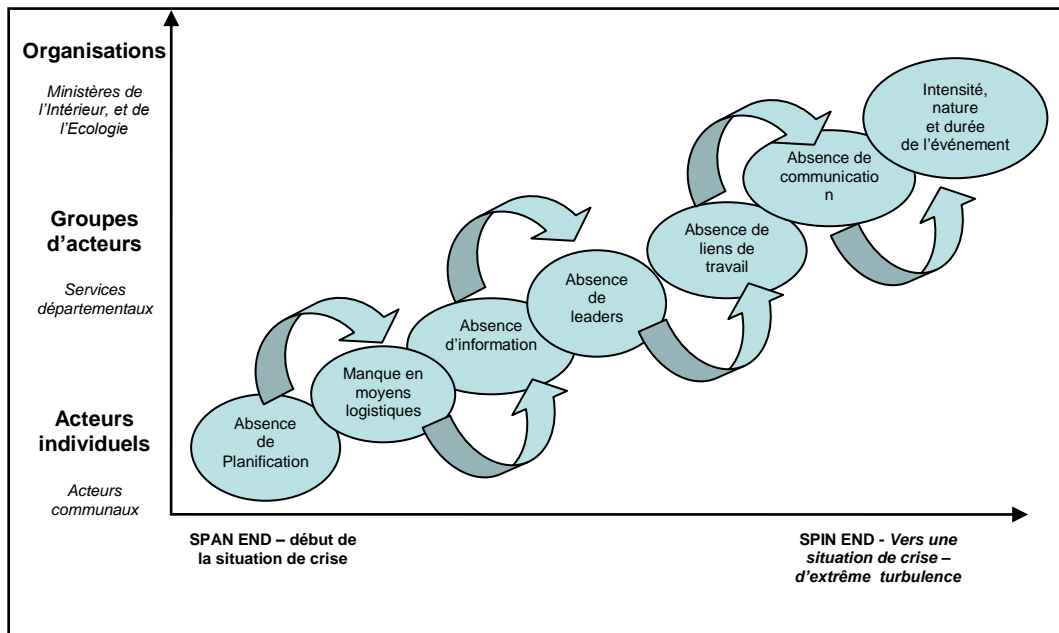 Organisations
Ministères de
l'Intérieur, et de
l'Ecologie
Groupes
d'acteurs
Services
départementaux
Acteurs
individuels
Acteurs
communaux
Absence
de
Planification
Manque en
moyens
logistiques
Absence
d'information
Absence
de
leaders
Absence de
liens de
travail
Absence de
communicatio
n
Intensité,
nature
et durée
de l'événement
SPAN END – début de
la situation de crise
SPIN END - Vers une
situation de crise –
d'extrême turbulence